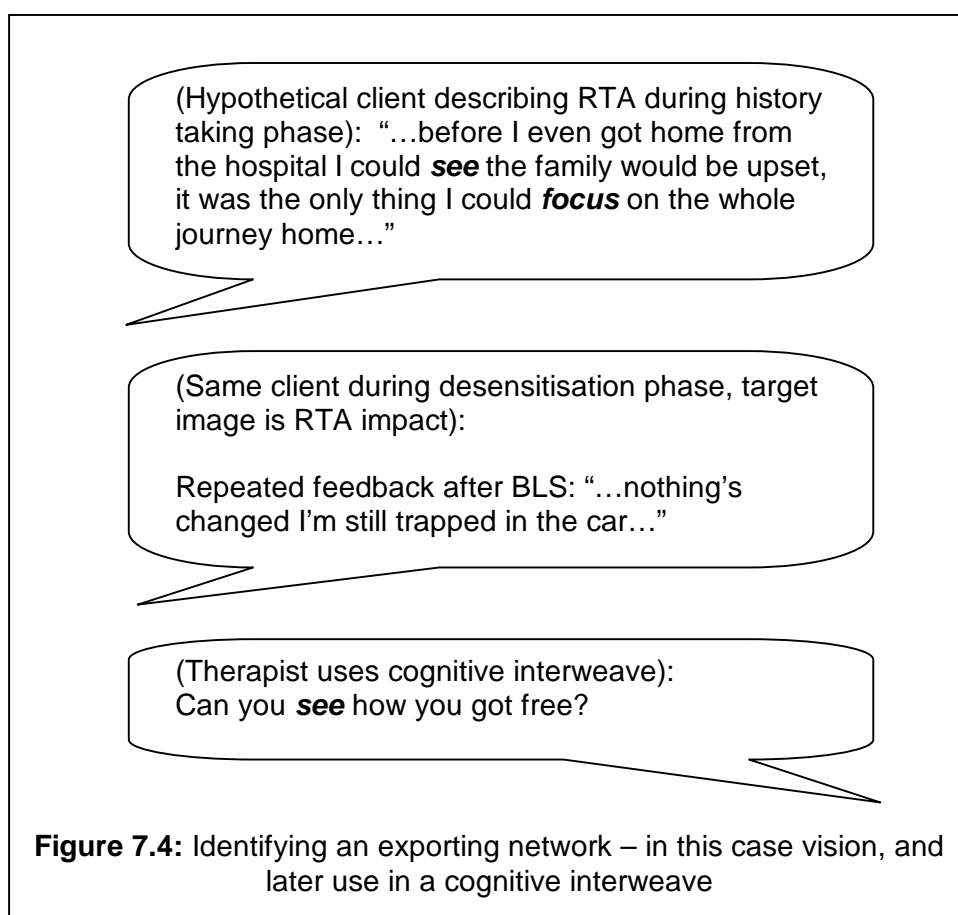 (Hypothetical client describing RTA during history
taking phase):  “…before I even got home from
the hospital I could see the family would be upset,
it was the only thing I could focus on the whole
journey home…”
(Same client during desensitisation phase, target
image is RTA impact):
Repeated feedback after BLS: “…nothing’s
changed I’m still trapped in the car…”
(Therapist uses cognitive interweave):
Can you see how you got free?
Figure 7.4: Identifying an exporting network – in this case vision, and
later use in a cognitive interweave